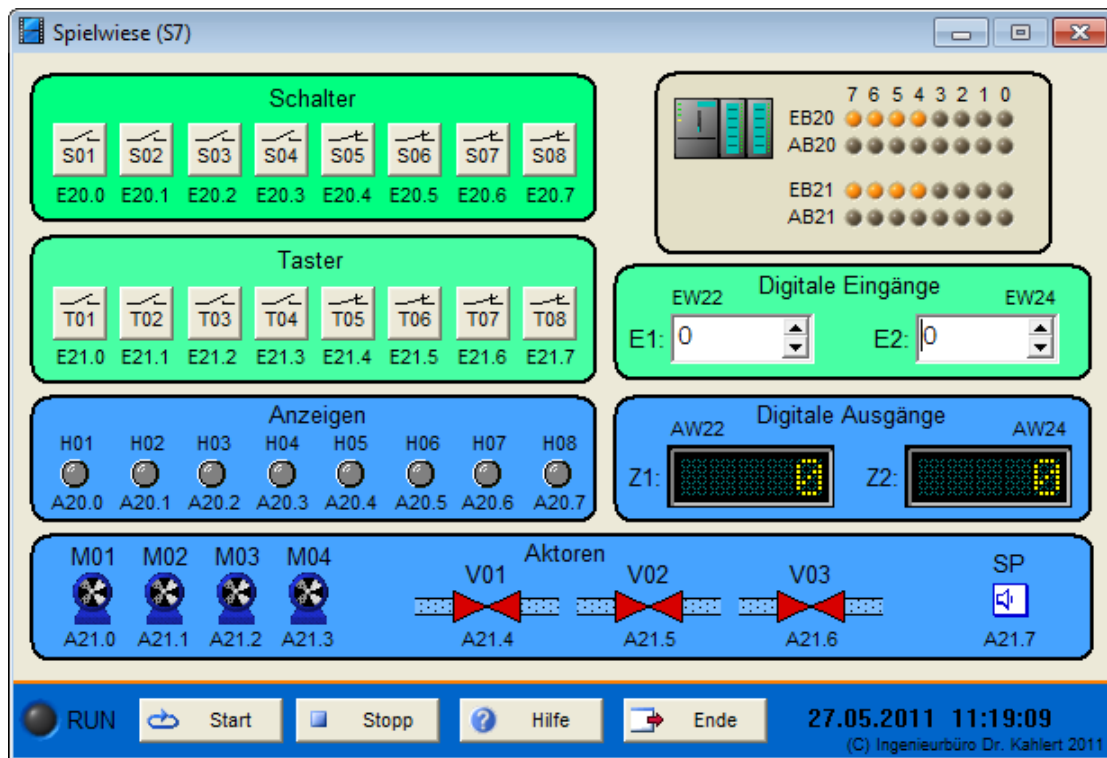 Spielwiese (S7)
Schalter
S01 S02 S03 S04 S05 S06 S07 S08
E20.0 E20.1 E20.2 E20.3 E20.4 E20.5 E20.6 E20.7
7 6 5 4 3 2 1 0
EB20
AB20
EB21
AB21
Taster
T01 T02 T03 T04 T05 T06 T07 T08
E21.0 E21.1 E21.2 E21.3 E21.4 E21.5 E21.6 E21.7
Digitale Eingänge
EW22 EW24
E1: 0 E2: 0
Anzeigen
H01 H02 H03 H04 H05 H06 H07 H08
A20.0 A20.1 A20.2 A20.3 A20.4 A20.5 A20.6 A20.7
Digitale Ausgänge
AW22 AW24
Z1: 0 Z2: 0
Aktoren
M01 M02 M03 M04 V01 V02 V03 SP
A21.0 A21.1 A21.2 A21.3 A21.4 A21.5 A21.6 A21.7
RUN Start Stopp Hilfe Ende 27.05.2011 11:19:09
(C) Ingenieurbüro Dr. Kahlert 2011